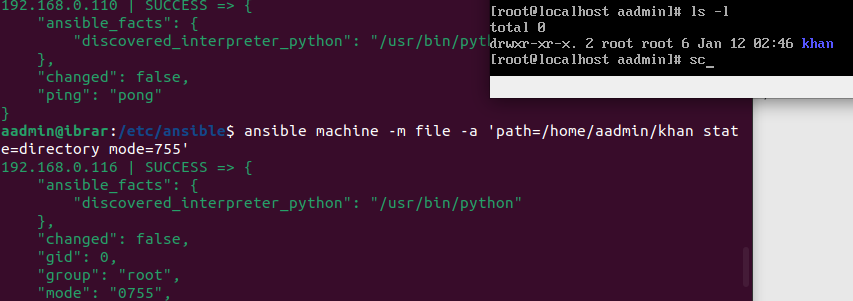 192.168.0.110 | SUCCESS => {
    "ansible_facts": {
        "discovered_interpreter_python": "/usr/bin/pytho
    },
    "changed": false,
    "ping": "pong"
}
aadmin@ibrar:/etc/ansible$ ansible machine -m file -a 'path=/home/aadmin/khan stat
e=directory mode=755'
192.168.0.116 | SUCCESS => {
    "ansible_facts": {
        "discovered_interpreter_python": "/usr/bin/python"
    },
    "changed": false,
    "gid": 0,
    "group": "root",
    "mode": "0755",
[root@localhost aadmin]# ls -l
total 0
drwxr-xr-x. 2 root root 6 Jan 12 02:46 khan
[root@localhost aadmin]# sc_